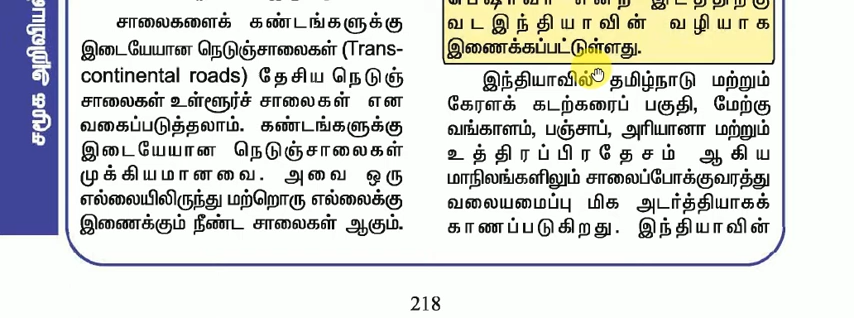 சமூக அறிவியல்
சாலைகளைக் கண்டங்களுக்கு
இடையேயான நெடுஞ்சாலைகள் (Trans-
continental roads) தேசிய நெடுஞ்
சாலைகள் உள்ளூர்ச் சாலைகள் என
வகைப்படுத்தலாம். கண்டங்களுக்கு
இடையேயான நெடுஞ்சாலைகள்
முக்கியமானவை. அவை ஒரு
எல்லையிலிருந்து மற்றொரு எல்லைக்கு
இணைக்கும் நீண்ட சாலைகள் ஆகும்.
வடஇந்தியாவின் வழியாக
இணைக்கப்பட்டுள்ளது.
இந்தியாவில் தமிழ்நாடு மற்றும்
கேரளக் கடற்கரைப் பகுதி, மேற்கு
வங்காளம், பஞ்சாப், அரியானா மற்றும்
உத்திரப்பிரதேசம் ஆகிய
மாநிலங்களிலும் சாலைப்போக்குவரத்து
வலையமைப்பு மிக அடர்த்தியாகக்
காணப்படுகிறது. இந்தியாவின்
218